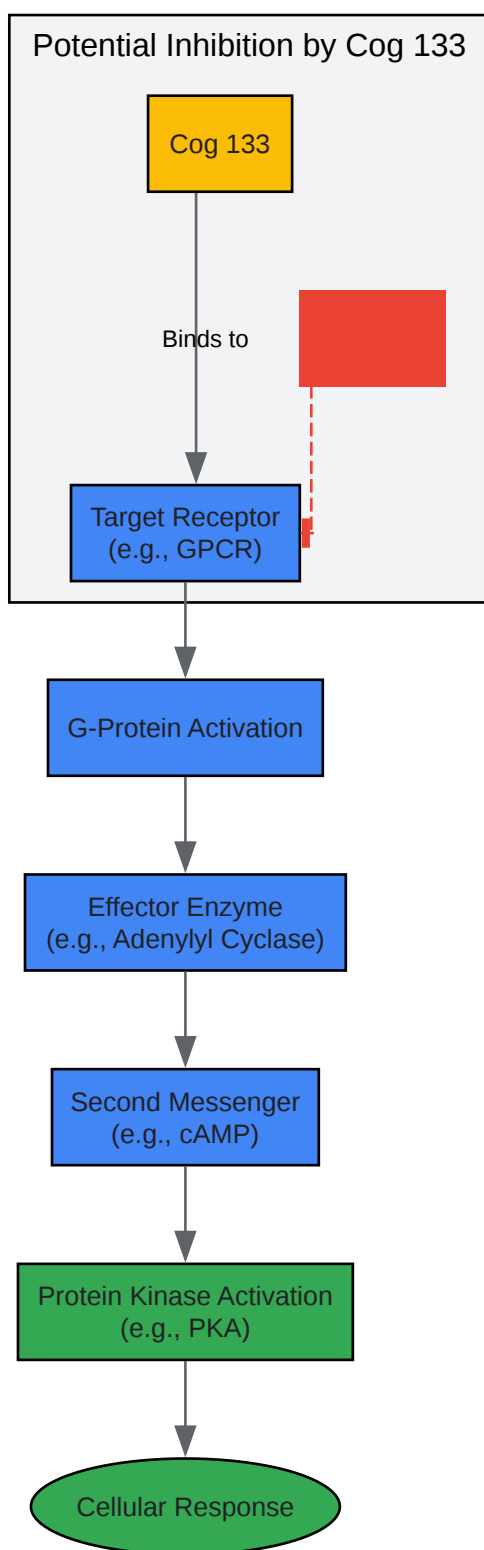 Potential Inhibition by Cog 133
Cog 133
Binds to
Target Receptor
(e.g., GPCR)
G-Protein Activation
Effector Enzyme
(e.g., Adenylyl Cyclase)
Second Messenger
(e.g., cAMP)
Protein Kinase Activation
(e.g., PKA)
Cellular Response